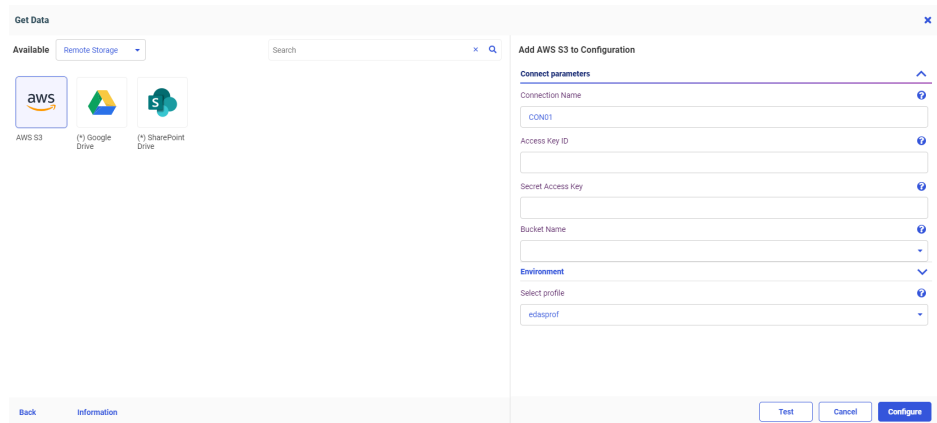 Get Data
Available
Remote Storage
Search
aws
AWS S3
(*) Google
Drive
S
(*) SharePoint
Drive
Add AWS S3 to Configuration
Connect parameters
Connection Name
CON01
Access Key ID
Secret Access Key
Bucket Name
Environment
Select profile
edasprof
Back
Information
Test
Cancel
Configure